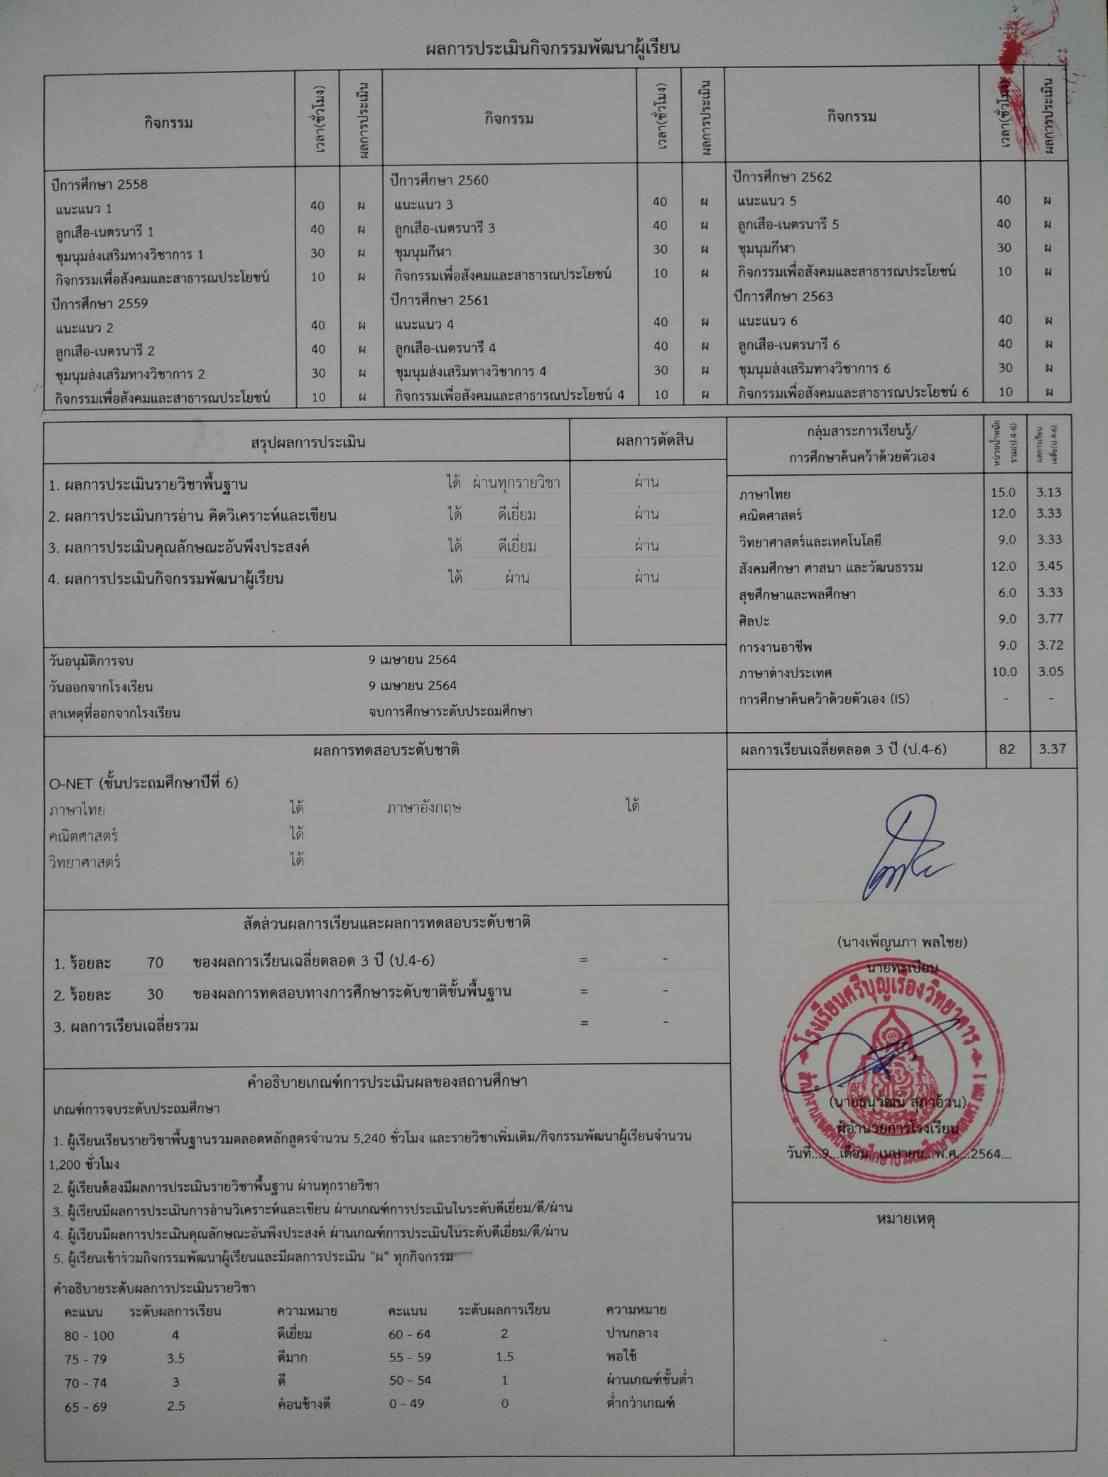 ผลการประเมินกิจกรรมพัฒนาผู้เรียน
กิจกรรม เวลา(ชั่วโมง) ผลการประเมิน กิจกรรม เวลา(ชั่วโมง) ผลการประเมิน กิจกรรม เวลา(ชั่วโมง) ผลการประเมิน
ปีการศึกษา 2558 ปีการศึกษา 2560 ปีการศึกษา 2562
แนะแนว 1 40 ผ แนะแนว 3 40 ผ แนะแนว 5 40 ผ
ลูกเสือ-เนตรนารี 1 40 ผ ลูกเสือ-เนตรนารี 3 40 ผ ลูกเสือ-เนตรนารี 5 40 ผ
ชุมนุมส่งเสริมทางวิชาการ 1 30 ผ ชุมนุมกีฬา 30 ผ ชุมนุมกีฬา 30 ผ
กิจกรรมเพื่อสังคมและสาธารณประโยชน์ 10 ผ กิจกรรมเพื่อสังคมและสาธารณประโยชน์ 10 ผ กิจกรรมเพื่อสังคมและสาธารณประโยชน์ 10 ผ
ปีการศึกษา 2559 ปีการศึกษา 2561 ปีการศึกษา 2563
แนะแนว 2 40 ผ แนะแนว 4 40 ผ แนะแนว 6 40 ผ
ลูกเสือ-เนตรนารี 2 40 ผ ลูกเสือ-เนตรนารี 4 40 ผ ลูกเสือ-เนตรนารี 6 40 ผ
ชุมนุมส่งเสริมทางวิชาการ 2 30 ผ ชุมนุมส่งเสริมทางวิชาการ 4 30 ผ ชุมนุมส่งเสริมทางวิชาการ 6 30 ผ
กิจกรรมเพื่อสังคมและสาธารณประโยชน์ 10 ผ กิจกรรมเพื่อสังคมและสาธารณประโยชน์ 4 10 ผ กิจกรรมเพื่อสังคมและสาธารณประโยชน์ 6 10 ผ
สรุปผลการประเมิน ผลการตัดสิน
1. ผลการประเมินรายวิชาพื้นฐาน ได้ ผ่านทุกรายวิชา ผ่าน
2. ผลการประเมินการอ่าน คิดวิเคราะห์และเขียน ได้ ดีเยี่ยม ผ่าน
3. ผลการประเมินคุณลักษณะอันพึงประสงค์ ได้ ดีเยี่ยม ผ่าน
4. ผลการประเมินกิจกรรมพัฒนาผู้เรียน ได้ ผ่าน ผ่าน
วันอนุมัติการจบ 9 เมษายน 2564
วันออกจากโรงเรียน 9 เมษายน 2564
สาเหตุที่ออกจากโรงเรียน จบการศึกษาระดับประถมศึกษา
กลุ่มสาระการเรียนรู้/
การศึกษาค้นคว้าด้วยตัวเอง
หน่วยน้ำหนัก
รวม(ป.4-6)
ผลการเรียน
เฉลี่ย(ป.4-6)
ภาษาไทย 15.0 3.13
คณิตศาสตร์ 12.0 3.33
วิทยาศาสตร์และเทคโนโลยี 9.0 3.33
สังคมศึกษา ศาสนา และวัฒนธรรม 12.0 3.45
สุขศึกษาและพลศึกษา 6.0 3.33
ศิลปะ 9.0 3.77
การงานอาชีพ 9.0 3.72
ภาษาต่างประเทศ 10.0 3.05
การศึกษาค้นคว้าด้วยตัวเอง (IS) - -
ผลการเรียนเฉลี่ยตลอด 3 ปี (ป.4-6) 82 3.37
ผลการทดสอบระดับชาติ
O-NET (ชั้นประถมศึกษาปีที่ 6)
ภาษาไทย ได้ ภาษาอังกฤษ ได้
คณิตศาสตร์ ได้
วิทยาศาสตร์ ได้
สัดส่วนผลการเรียนและผลการทดสอบระดับชาติ
1. ร้อยละ 70 ของผลการเรียนเฉลี่ยตลอด 3 ปี (ป.4-6) = -
2. ร้อยละ 30 ของผลการทดสอบทางการศึกษาระดับชาติขั้นพื้นฐาน = -
3. ผลการเรียนเฉลี่ยรวม = -
(นางเพ็ญนภา พลไชย)
นายทะเบียน
โรงเรียนศรีบุญเรืองวิทยาคาร
ผู้อำนวยการโรงเรียน
วันที่...9...เดือน...เมษายน...พ.ศ....2564...
คำอธิบายเกณฑ์การประเมินผลของสถานศึกษา
เกณฑ์การจบระดับประถมศึกษา
1. ผู้เรียนเรียนรายวิชาพื้นฐานรวมตลอดหลักสูตรจำนวน 5,240 ชั่วโมง และรายวิชาเพิ่มเติม/กิจกรรมพัฒนาผู้เรียนจำนวน
1,200 ชั่วโมง
2. ผู้เรียนต้องมีผลการประเมินรายวิชาพื้นฐาน ผ่านทุกรายวิชา
3. ผู้เรียนมีผลการประเมินการอ่านวิเคราะห์และเขียน ผ่านเกณฑ์การประเมินในระดับดีเยี่ยม/ดี/ผ่าน
4. ผู้เรียนมีผลการประเมินคุณลักษณะอันพึงประสงค์ ผ่านเกณฑ์การประเมินในระดับดีเยี่ยม/ดี/ผ่าน
5. ผู้เรียนเข้าร่วมกิจกรรมพัฒนาผู้เรียนและมีผลการประเมิน "ผ" ทุกกิจกรรม
คำอธิบายระดับผลการประเมินรายวิชา
คะแนน ระดับผลการเรียน ความหมาย คะแนน ระดับผลการเรียน ความหมาย
80 - 100 4 ดีเยี่ยม 60 - 64 2 ปานกลาง
75 - 79 3.5 ดีมาก 55 - 59 1.5 พอใช้
70 - 74 3 ดี 50 - 54 1 ผ่านเกณฑ์ขั้นต่ำ
65 - 69 2.5 ค่อนข้างดี 0 - 49 0 ต่ำกว่าเกณฑ์
หมายเหตุ